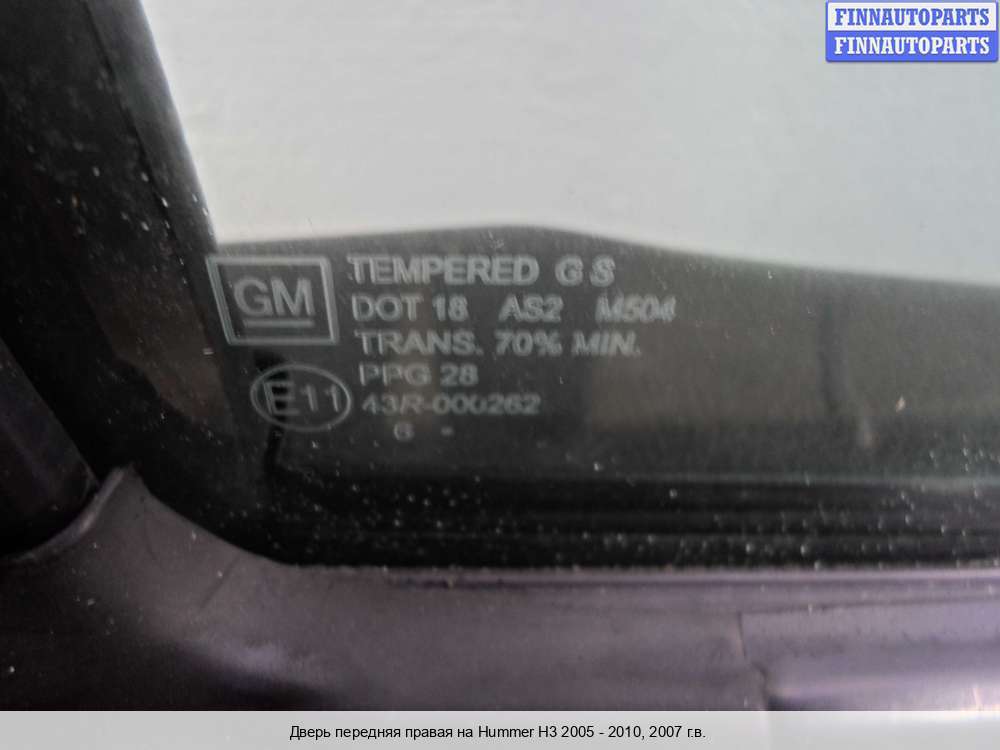 FINNAUTOPARTS
FINNAUTOPARTS
GM
TEMPERED G S
DOT 18 AS2 M504
TRANS. 70% MIN.
PPG 28
E11
43R-000262
6 -
Дверь передняя правая на Hummer H3 2005 - 2010, 2007 г.в.